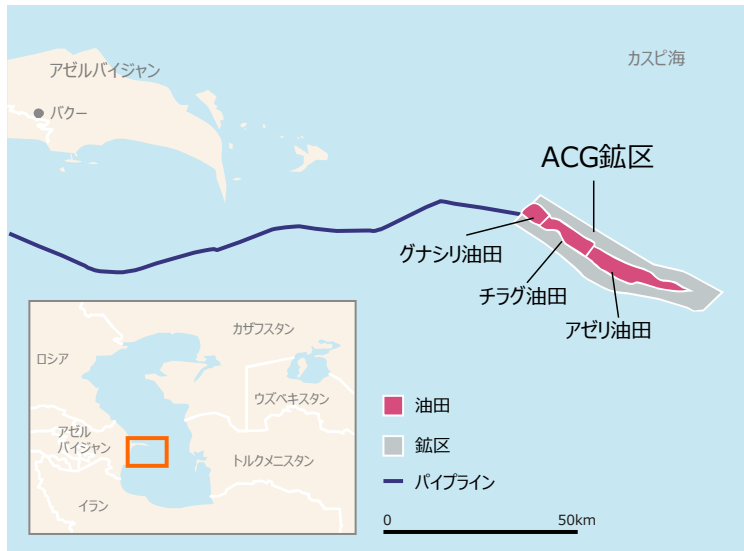 アゼルバイジャン
カスピ海
バクー
ACG鉱区
グナシリ油田
チラグ油田
アゼリ油田
カザフスタン
ロシア
ウズベキスタン
アゼル
バイジャン
トルクメニスタン
イラン
油田
鉱区
パイプライン
0
50km